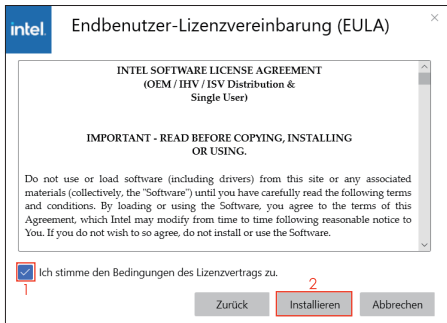 intel.
Endbenutzer-Lizenzvereinbarung (EULA)
INTEL SOFTWARE LICENSE AGREEMENT
(OEM / IHV / ISV Distribution &
Single User)
IMPORTANT - READ BEFORE COPYING, INSTALLING
OR USING.
Do not use or load software (including drivers) from this site or any associated
materials (collectively, the "Software") until you have carefully read the following terms
and conditions. By loading or using the Software, you agree to the terms of this
Agreement, which Intel may modify from time to time following reasonable notice to
You. If you do not wish to so agree, do not install or use the Software.
Ich stimme den Bedingungen des Lizenzvertrags zu.
1
2
Zurück
Installieren
Abbrechen